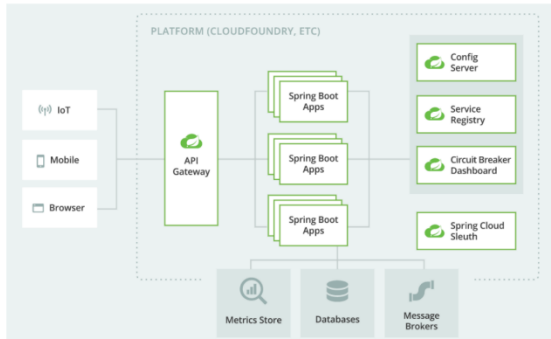 PLATFORM (CLOUDFOUNDRY, ETC)
IoT
Mobile
Browser
API
Gateway
Spring Boot
Apps
Spring Boot
Apps
Spring Boot
Apps
Config
Server
Service
Registry
Circuit Breaker
Dashboard
Spring Cloud
Sleuth
Metrics Store
Databases
Message
Brokers